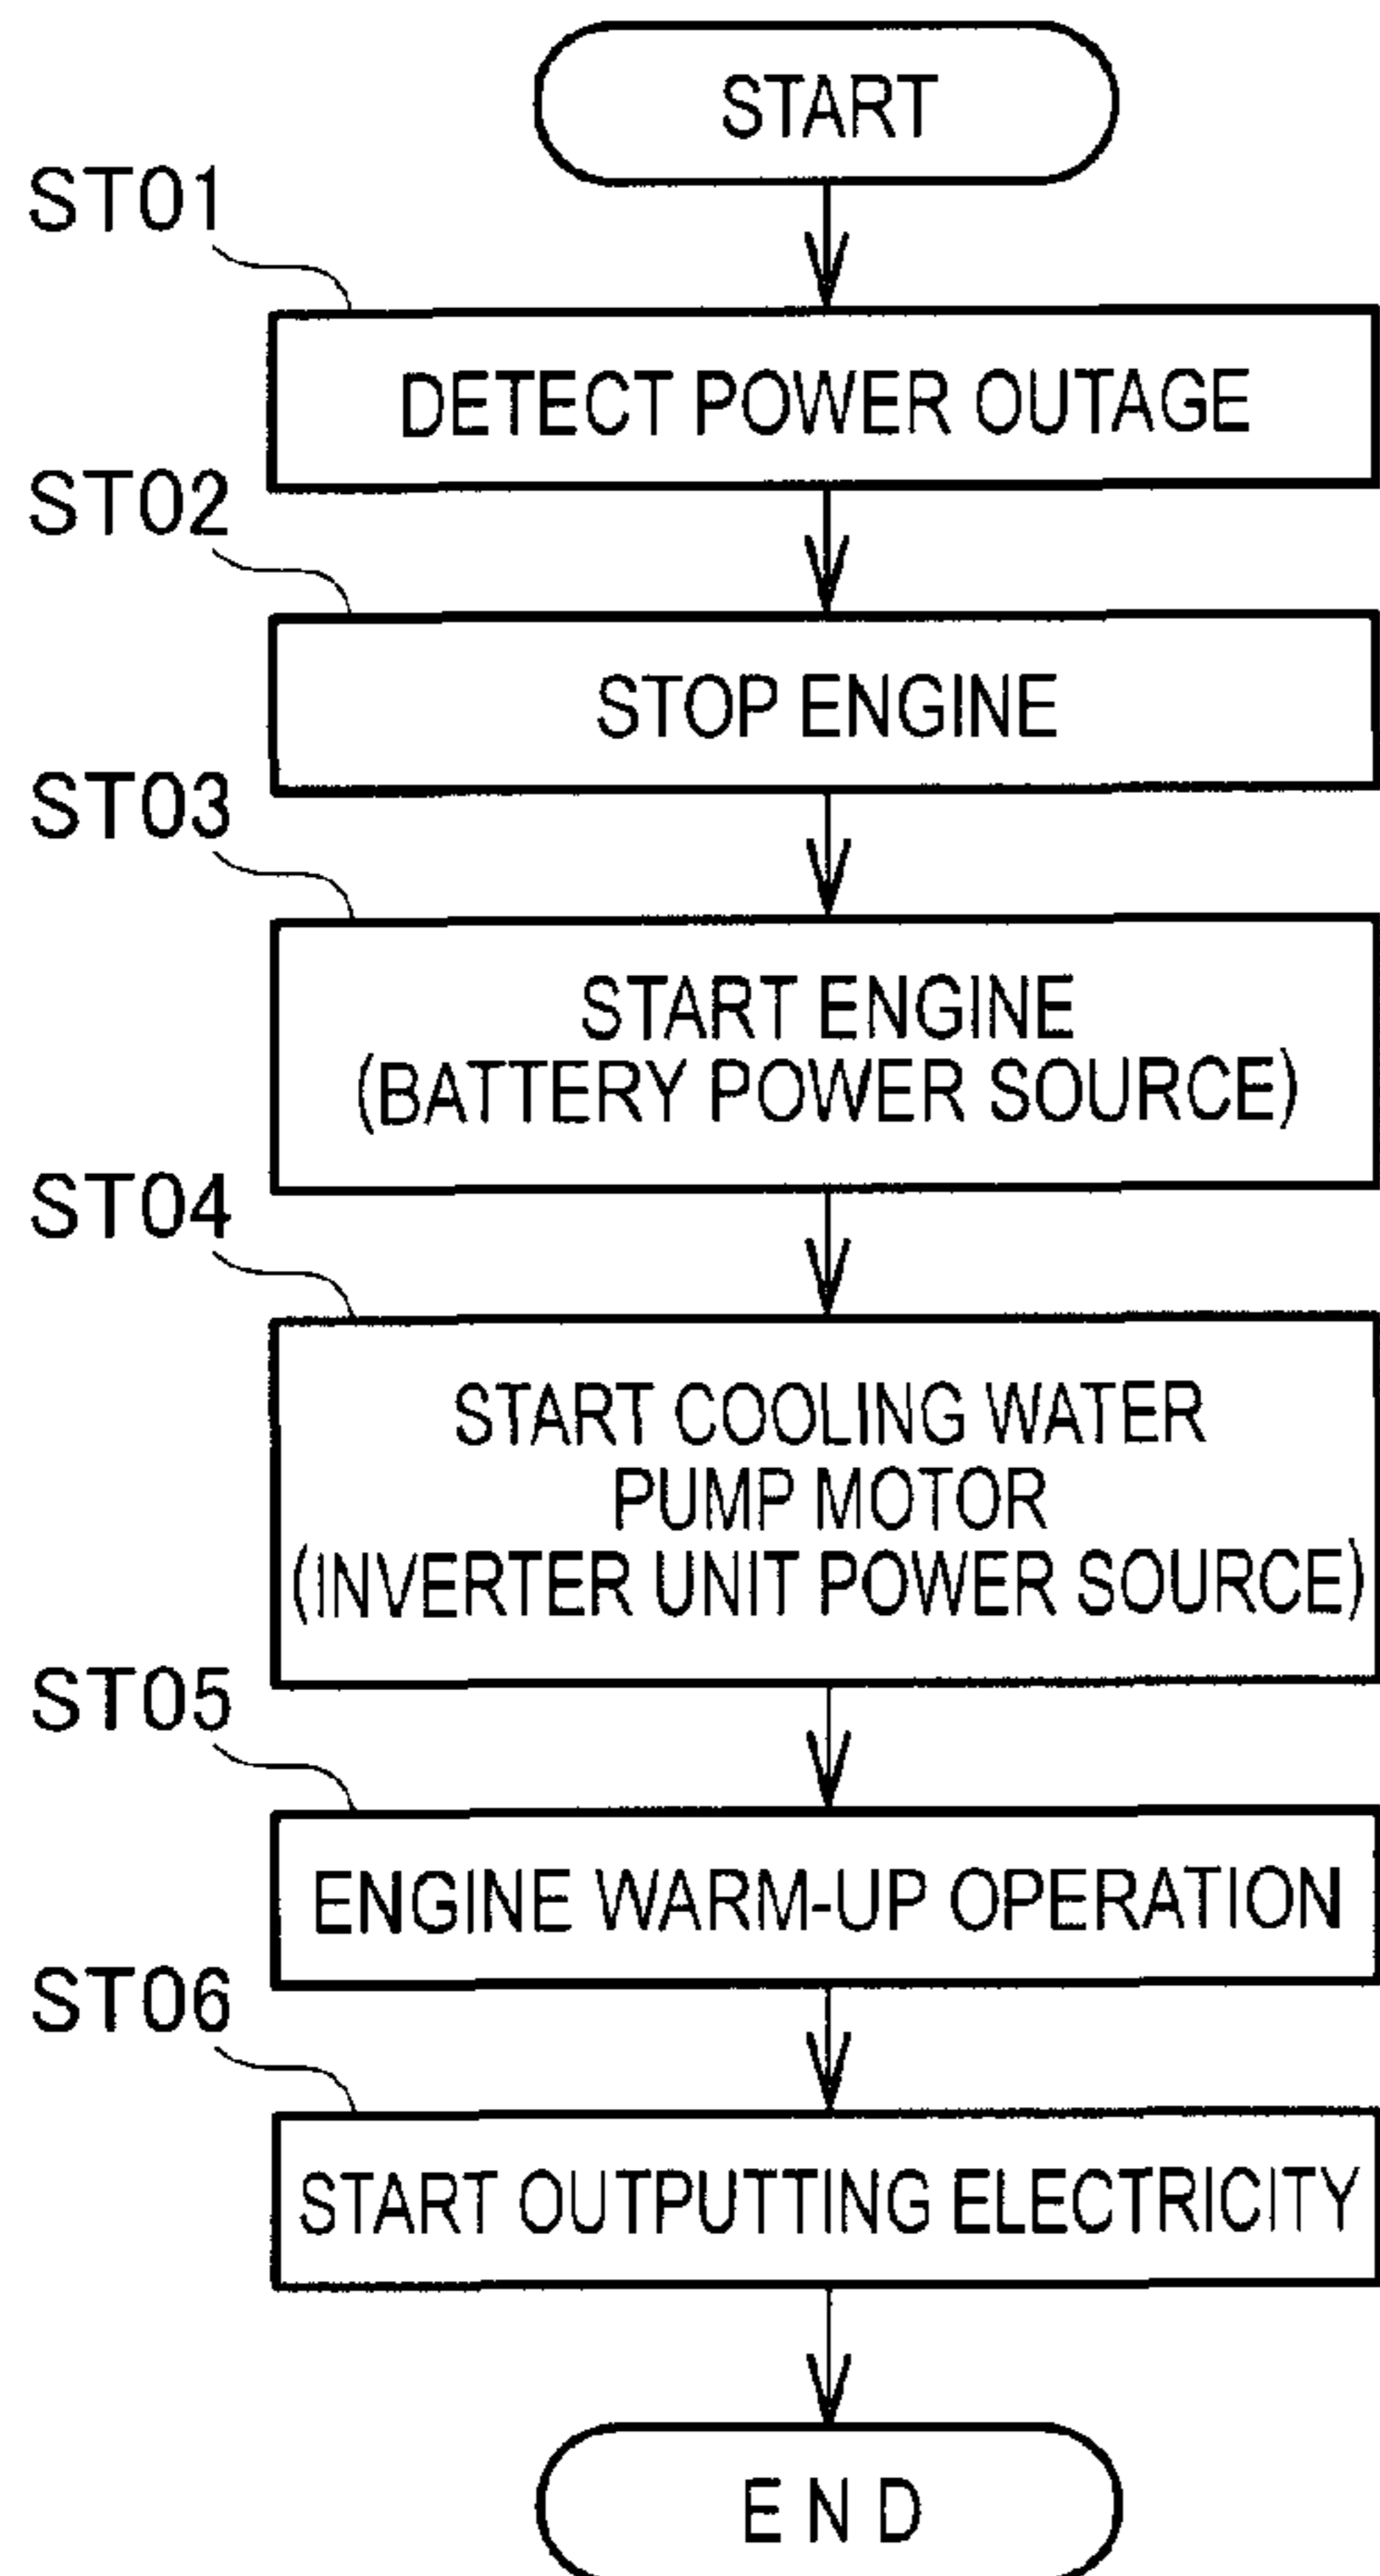 START
ST01
DETECT POWER OUTAGE
ST02
STOP ENGINE
ST03
START ENGINE
(BATTERY POWER SOURCE)
ST04
START COOLING WATER
PUMP MOTOR
(INVERTER UNIT POWER SOURCE)
ST05
ENGINE WARM-UP OPERATION
ST06
START OUTPUTTING ELECTRICITY
END